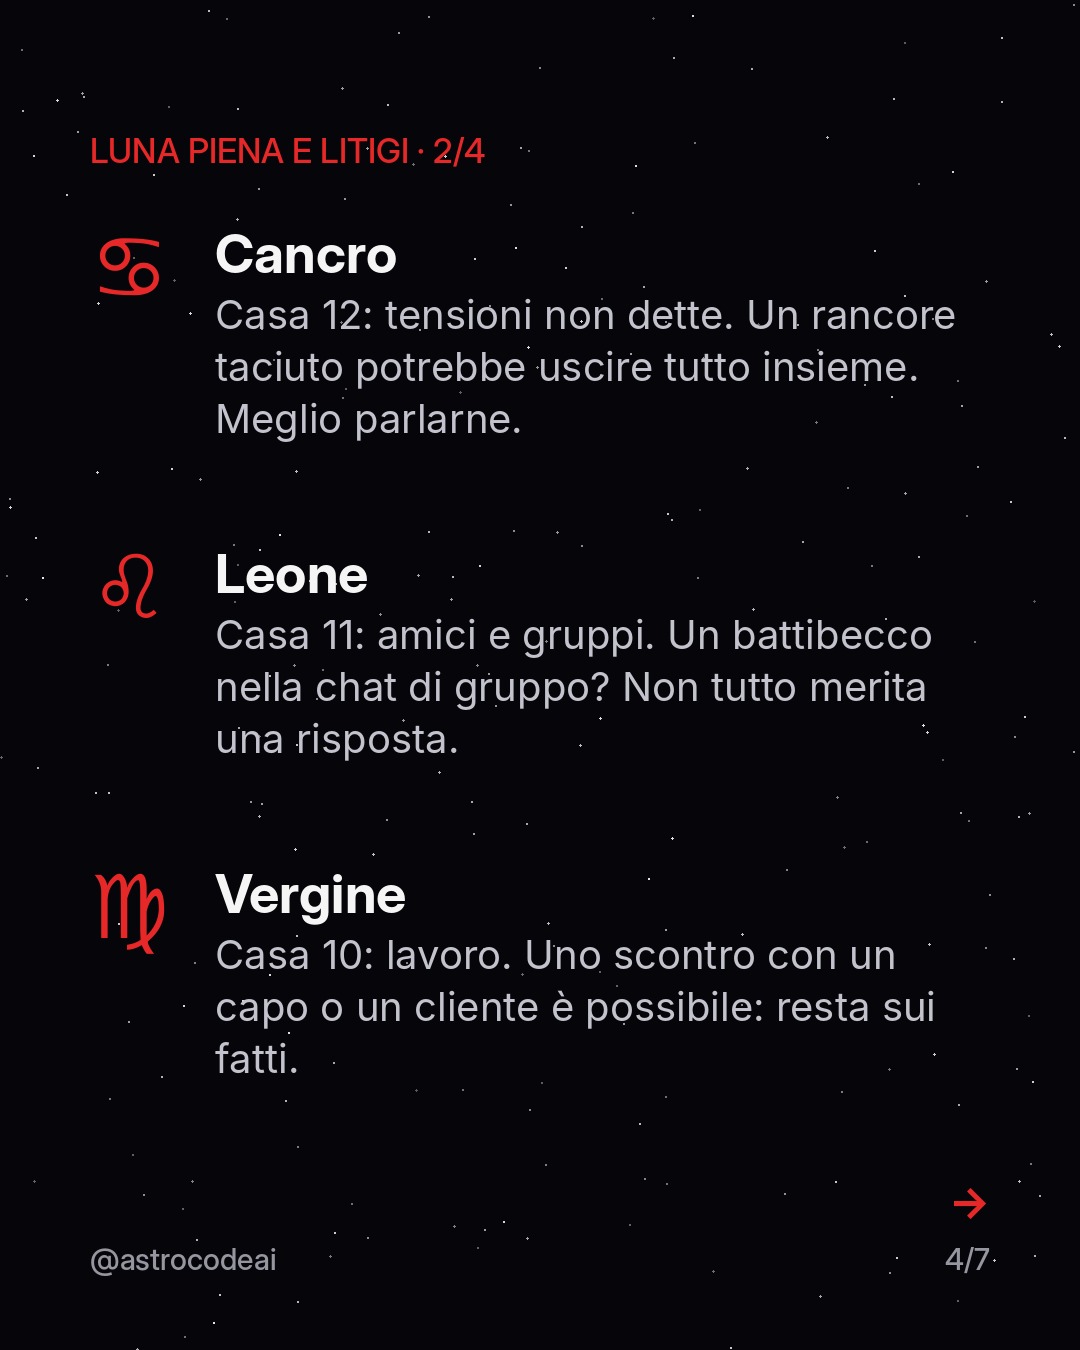 LUNA PIENA E LITIGI · 2/4
♋ Cancro
Casa 12: tensioni non dette. Un rancore
taciuto potrebbe uscire tutto insieme.
Meglio parlarne.
♌ Leone
Casa 11: amici e gruppi. Un battibecco
nella chat di gruppo? Non tutto merita
una risposta.
♍ Vergine
Casa 10: lavoro. Uno scontro con un
capo o un cliente è possibile: resta sui
fatti.
→
@astrocodeai
4/7